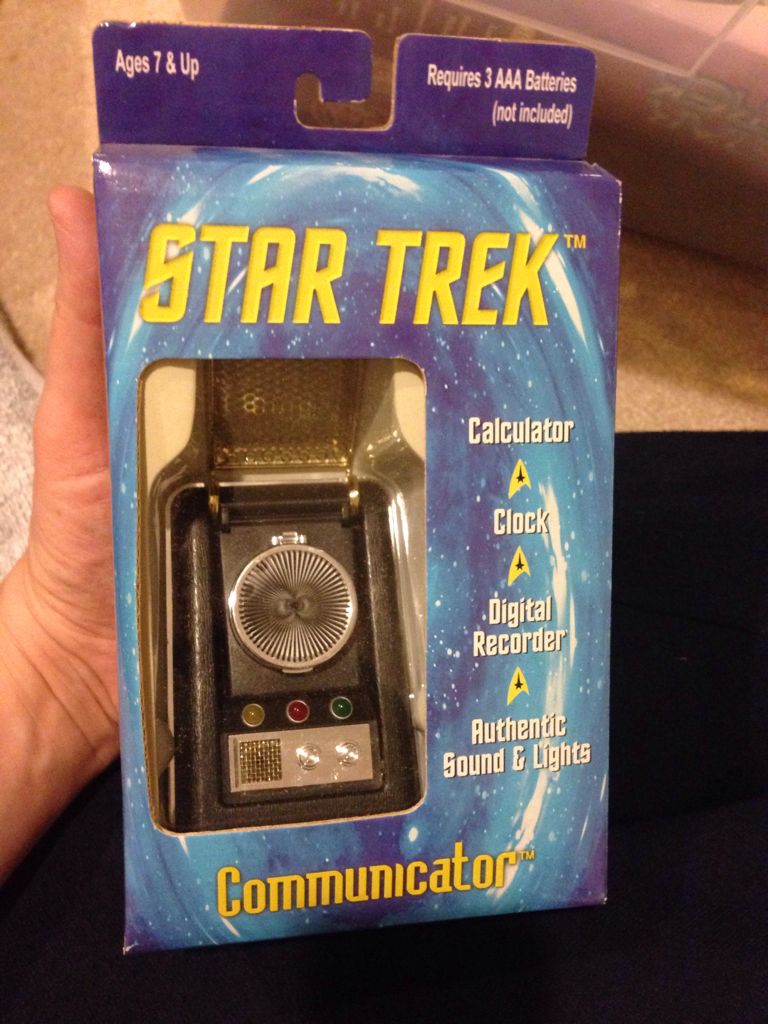 Ages 7 & Up
Requires 3 AAA Batteries
(not included)
STAR TREK™
Calculator
Clock
Digital
Recorder
Authentic
Sound & Lights
Communicator™